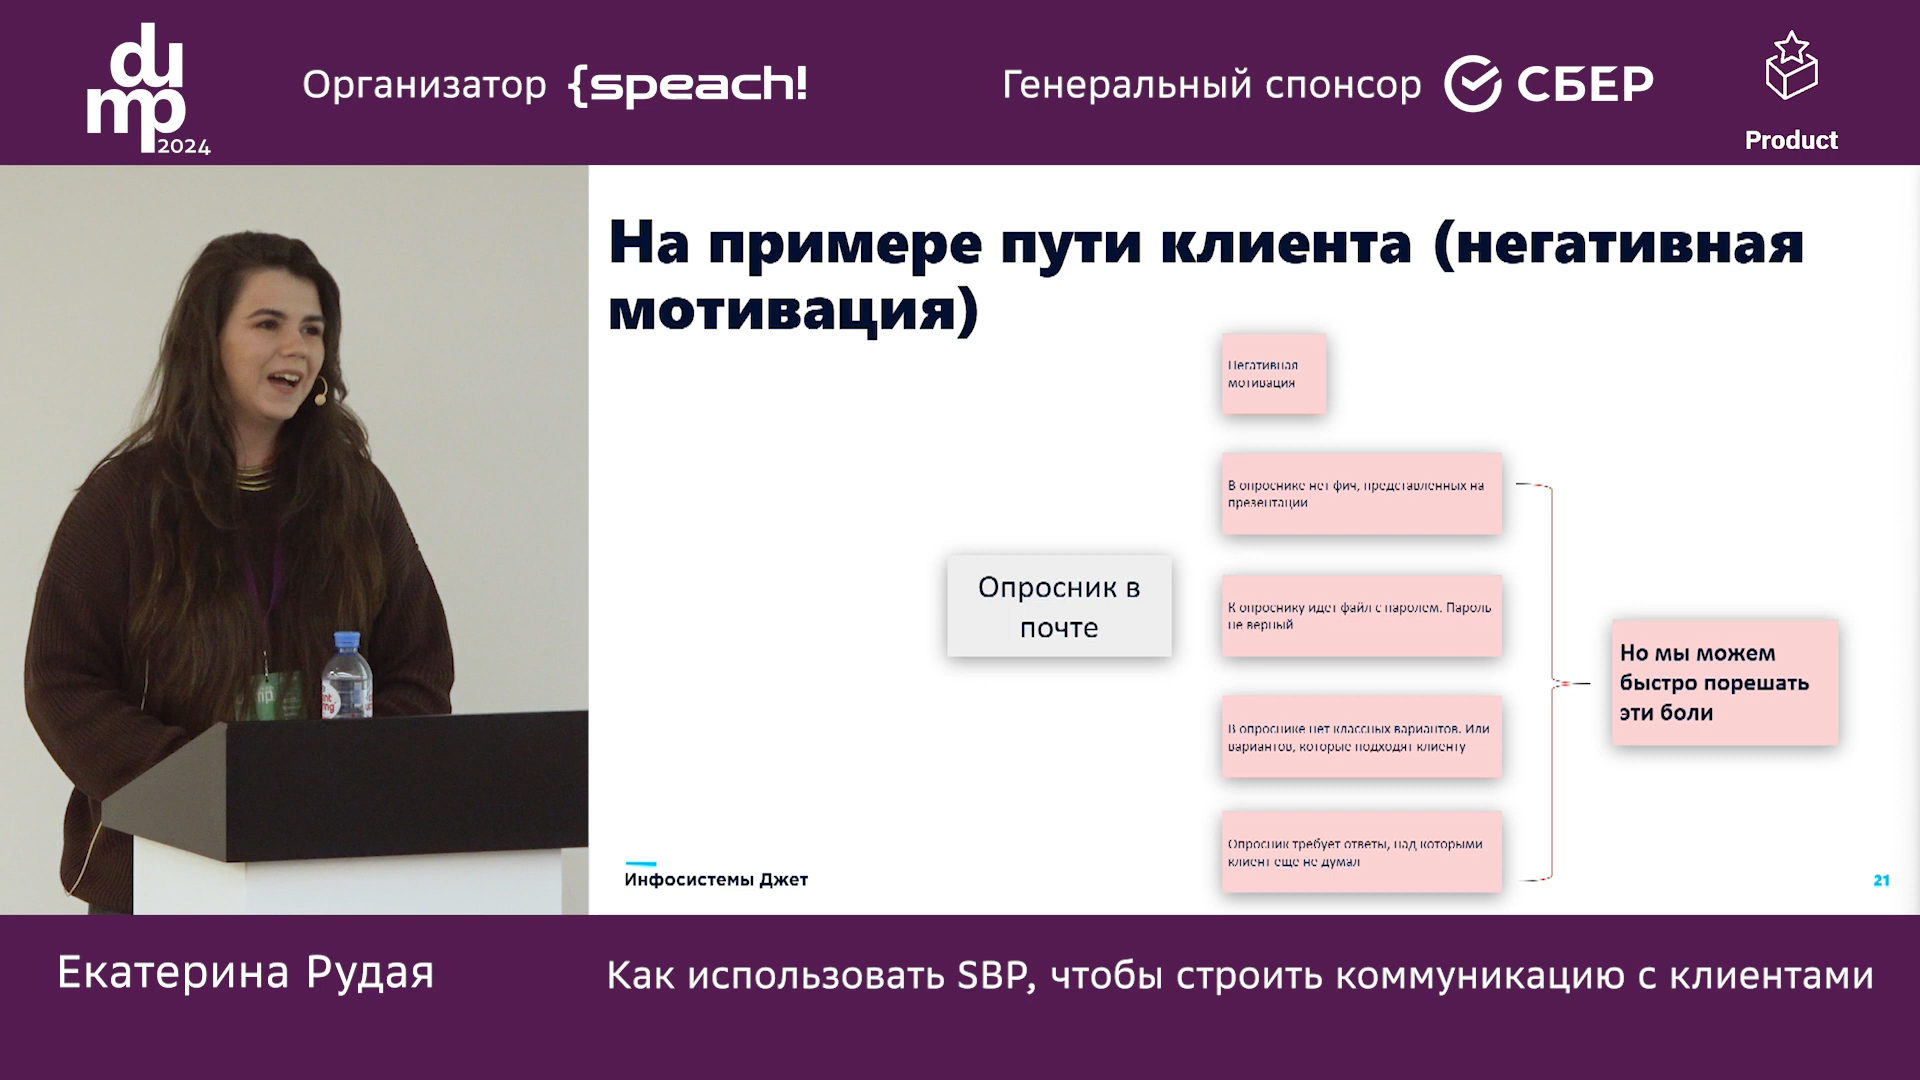 dump
2024
Организатор {speach!
Генеральный спонсор СБЕР
Product
На примере пути клиента (негативная
мотивация)
Негативная
мотивация
В опроснике нет фич, представленных на
презентации
Опросник в
почте
К опроснику идет файл с паролем. Пароль
не верный
Но мы можем
быстро порешать
эти боли
В опроснике нет классных вариантов. Или
вариантов, которые подходят клиенту
Опросник требует ответы, над которыми
клиент еще не думал
Инфосистемы Джет
21
Екатерина Рудая
Как использовать SBP, чтобы строить коммуникацию с клиентами